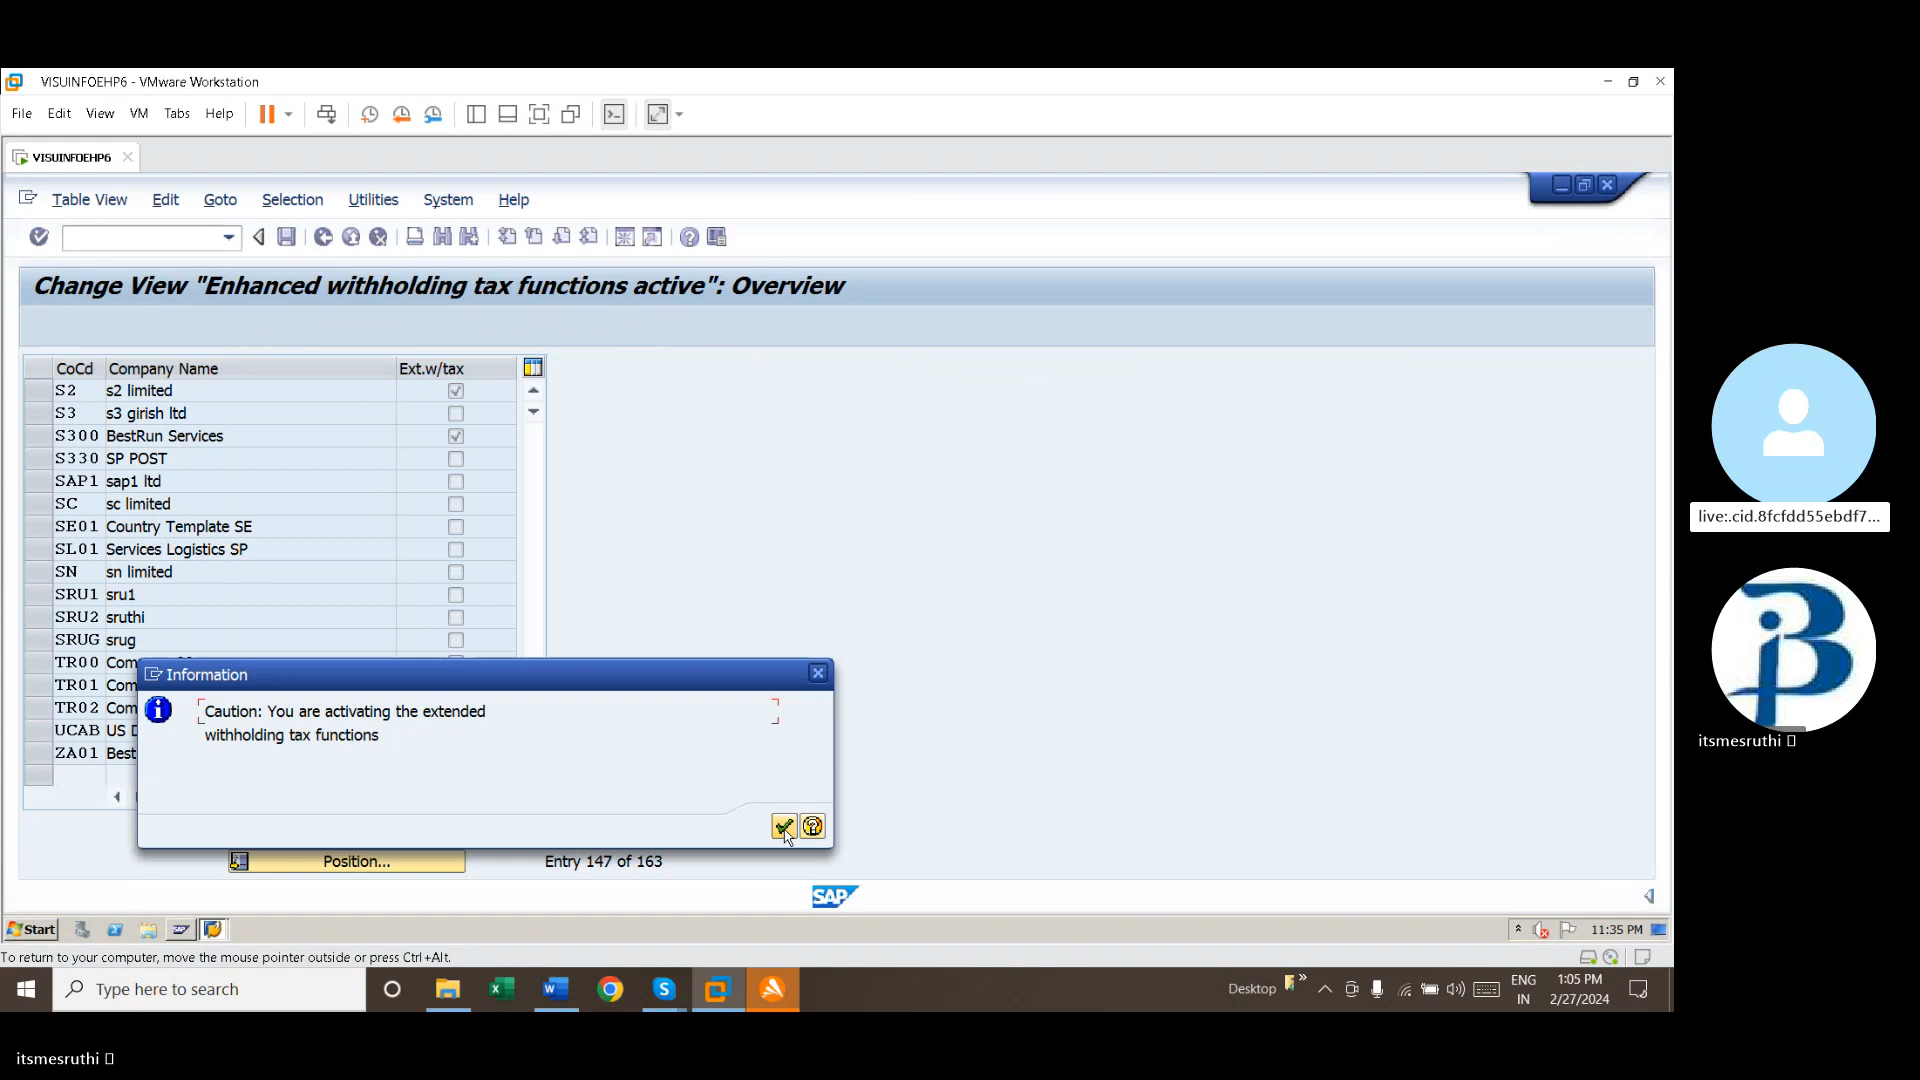 VISUINFOEHP6 - VMware Workstation
File Edit View VM Tabs Help
VISUINFOEHP6
Table View Edit Goto Selection Utilities System Help
Change View "Enhanced withholding tax functions active": Overview
CoCd Company Name Ext.w/tax
S2 s2 limited
S3 s3 girish ltd
S300 BestRun Services
S330 SP POST
SAP1 sap1 ltd
SC sc limited
SE01 Country Template SE
SL01 Services Logistics SP
SN sn limited
SRU1 sru1
SRU2 sruthi
SRUG srug
TR00 Com
TR01 Com
TR02 Com
UCAB US D
ZA01 Best
Information
Caution: You are activating the extended
withholding tax functions
Position... Entry 147 of 163
SAP
Start 11:35 PM
To return to your computer, move the mouse pointer outside or press Ctrl+Alt.
Type here to search Desktop ENG IN 1:05 PM 2/27/2024
live:.cid.8fcfdd55ebdf7...
itsmesruthi
itsmesruthi